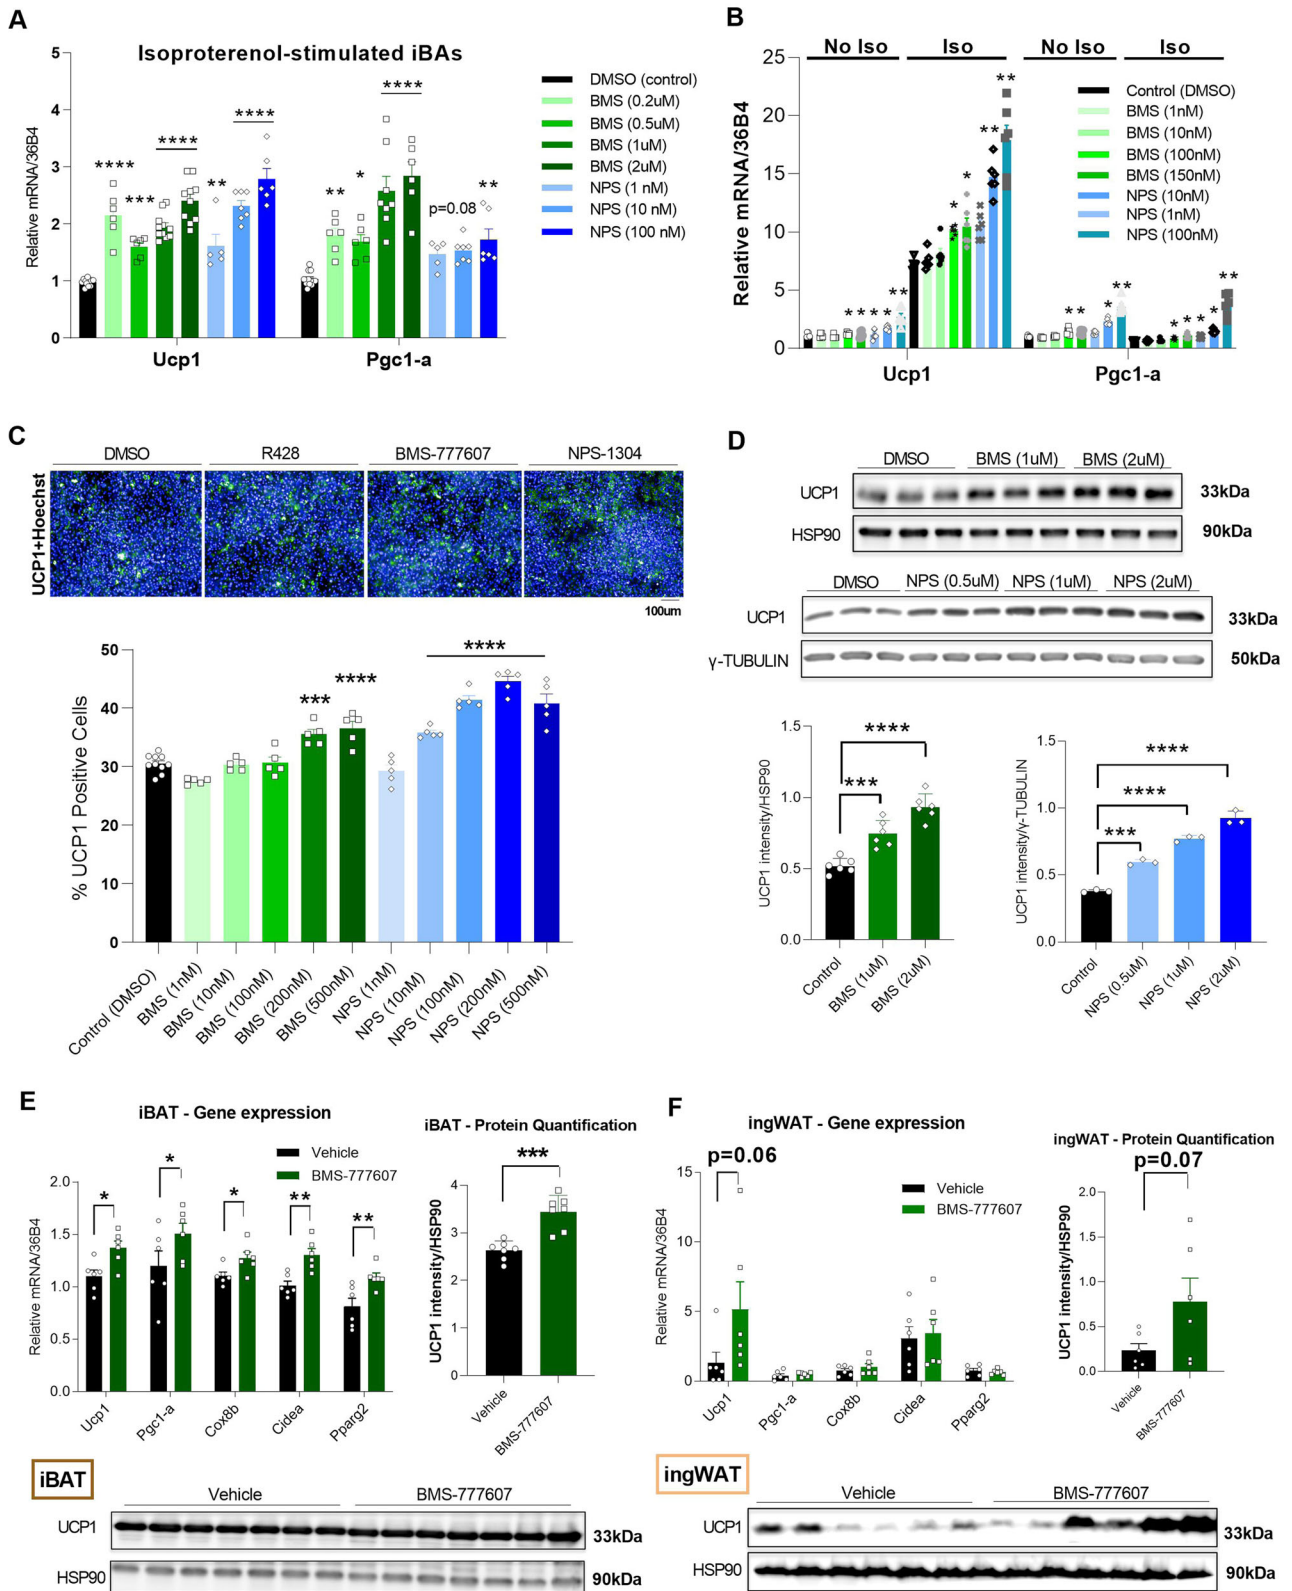 A
Isoproterenol-stimulated iBAs
Relative mRNA/36B4
5
4
3
2
1
0
****
***
****
**
****
**
*
****
p=0.08
**
Ucp1
Pgc1-a
DMSO (control)
BMS (0.2uM)
BMS (0.5uM)
BMS (1uM)
BMS (2uM)
NPS (1 nM)
NPS (10 nM)
NPS (100 nM)
B
No Iso
Iso
No Iso
Iso
Relative mRNA/36B4
25
20
15
10
5
0
Ucp1
Pgc1-a
Control (DMSO)
BMS (1nM)
BMS (10nM)
BMS (100nM)
BMS (150nM)
NPS (10nM)
NPS (1nM)
NPS (100nM)
C
DMSO
R428
BMS-777607
NPS-1304
UCP1+Hoechst
100um
% UCP1 Positive Cells
50
40
30
20
10
0
***
****
****
Control (DMSO)
BMS (1nM)
BMS (10nM)
BMS (100nM)
BMS (200nM)
BMS (500nM)
NPS (1nM)
NPS (10nM)
NPS (100nM)
NPS (200nM)
NPS (500nM)
D
DMSO
BMS (1uM)
BMS (2uM)
UCP1
33kDa
HSP90
90kDa
DMSO
NPS (0.5uM)
NPS (1uM)
NPS (2uM)
UCP1
33kDa
γ-TUBULIN
50kDa
UCP1 intensity/HSP90
1.5
1.0
0.5
0.0
****
***
Control
BMS (1uM)
BMS (2uM)
UCP1 intensity/γ-TUBULIN
1.5
1.0
0.5
0.0
****
****
***
Control
NPS (0.5uM)
NPS (1uM)
NPS (2uM)
E
iBAT - Gene expression
Vehicle
BMS-777607
Relative mRNA/36B4
2.0
1.5
1.0
0.5
0.0
*
*
*
**
**
Ucp1
Pgc1-a
Cox8b
Cidea
Pparg2
iBAT - Protein Quantification
***
UCP1 intensity/HSP90
4
3
2
1
0
Vehicle
BMS-777607
iBAT
Vehicle
BMS-777607
UCP1
33kDa
HSP90
90kDa
F
ingWAT - Gene expression
p=0.06
Vehicle
BMS-777607
Relative mRNA/36B4
15
10
5
0
Ucp1
Pgc1-a
Cox8b
Cidea
Pparg2
ingWAT - Protein Quantification
p=0.07
UCP1 intensity/HSP90
2.0
1.5
1.0
0.5
0.0
Vehicle
BMS-777607
ingWAT
Vehicle
BMS-777607
UCP1
33kDa
HSP90
90kDa